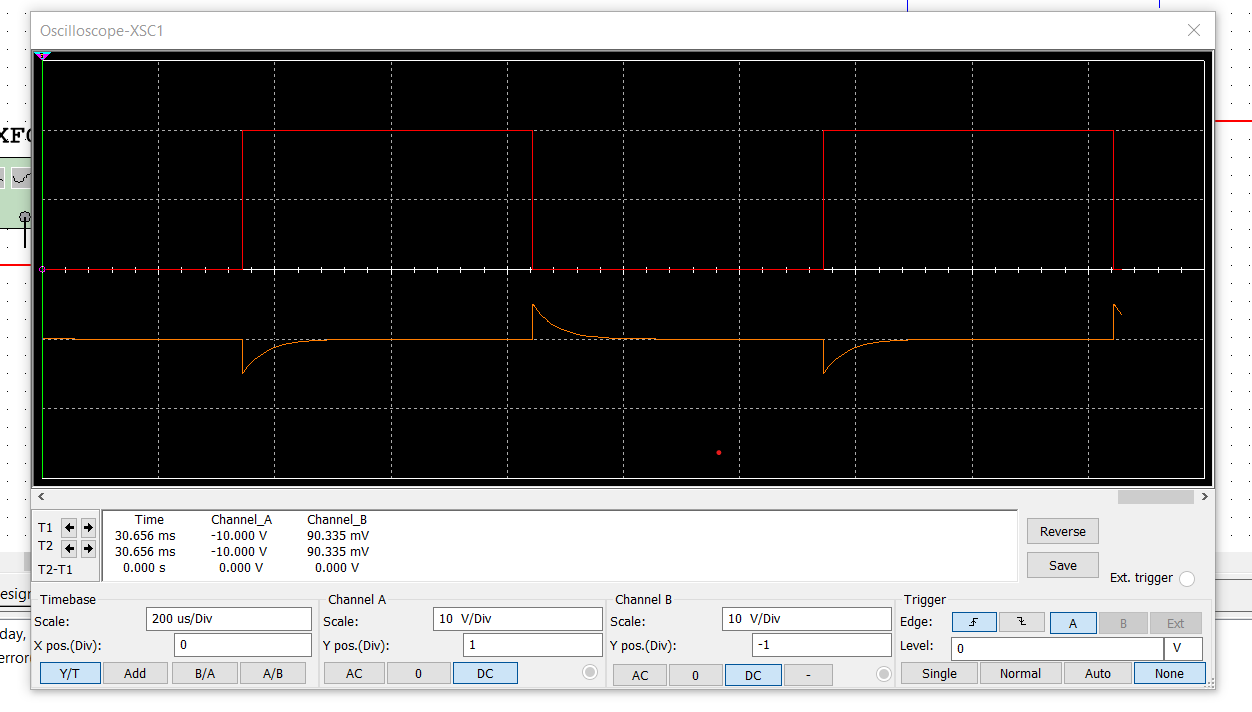 Oscilloscope-XSC1
XFG
T1
T2
T2-T1
Time Channel_A Channel_B
30.656 ms -10.000 V 90.335 mV
30.656 ms -10.000 V 90.335 mV
0.000 s 0.000 V 0.000 V
Reverse
Save
Ext. trigger
esign
day,
error
Timebase
Scale: 200 us/Div
X pos.(Div): 0
Y/T Add B/A A/B
Channel A
Scale: 10 V/Div
Y pos.(Div): 1
AC 0 DC
Channel B
Scale: 10 V/Div
Y pos.(Div): -1
AC 0 DC -
Trigger
Edge: A B Ext
Level: 0 V
Single Normal Auto None